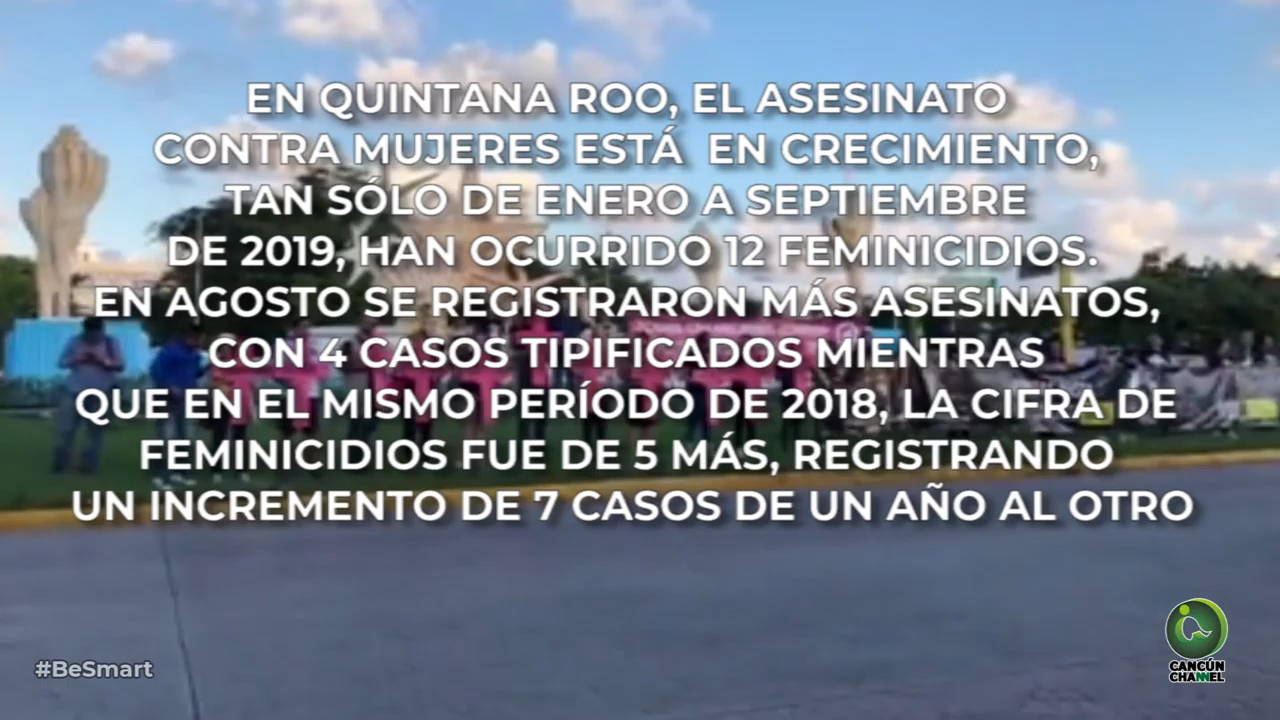 EN QUINTANA ROO, EL ASESINATO
CONTRA MUJERES ESTÁ EN CRECIMIENTO,
TAN SÓLO DE ENERO A SEPTIEMBRE
DE 2019, HAN OCURRIDO 12 FEMINICIDIOS.
EN AGOSTO SE REGISTRARON MÁS ASESINATOS,
CON 4 CASOS TIPIFICADOS MIENTRAS
QUE EN EL MISMO PERÍODO DE 2018, LA CIFRA DE
FEMINICIDIOS FUE DE 5 MÁS, REGISTRANDO
UN INCREMENTO DE 7 CASOS DE UN AÑO AL OTRO
#BeSmart
CANCÚN
CHANNEL